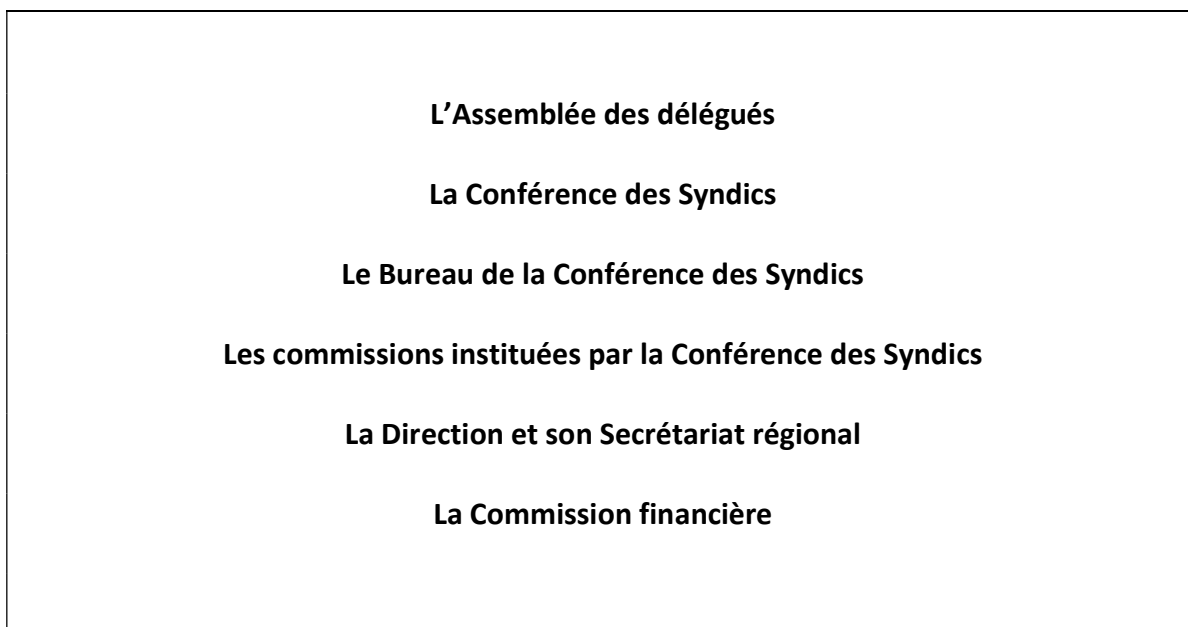 L’Assemblée des délégués
La Conférence des Syndics
Le Bureau de la Conférence des Syndics
Les commissions instituées par la Conférence des Syndics
La Direction et son Secrétariat régional
La Commission financière